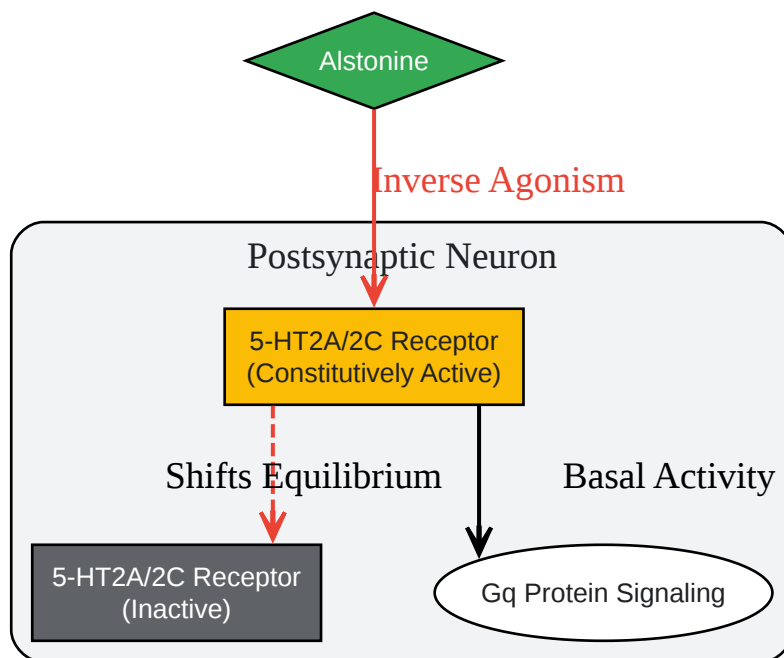 Alstonine
Inverse Agonism
Postsynaptic Neuron
5-HT2A/2C Receptor
(Constitutively Active)
Shifts Equilibrium
Basal Activity
5-HT2A/2C Receptor
(Inactive)
Gq Protein Signaling